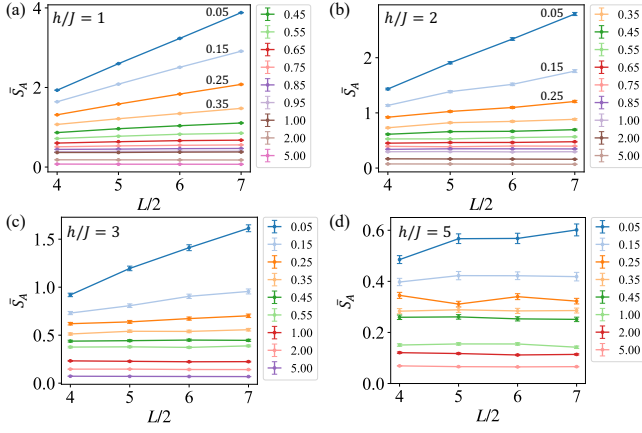 (a)
h/J = 1
4
2
0
S̄_A
0.05
0.15
0.25
0.35
4 5 6 7
L/2
0.45
0.55
0.65
0.75
0.85
0.95
1.00
2.00
5.00
(b)
h/J = 2
2
1
0
S̄_A
0.05
0.15
0.25
4 5 6 7
L/2
0.35
0.45
0.55
0.65
0.75
0.85
0.95
1.00
2.00
5.00
(c)
h/J = 3
1.5
1.0
0.5
0.0
S̄_A
4 5 6 7
L/2
0.05
0.15
0.25
0.35
0.45
0.55
1.00
2.00
5.00
(d)
h/J = 5
0.6
0.4
0.2
0.0
S̄_A
4 5 6 7
L/2
0.05
0.15
0.25
0.35
0.45
0.55
1.00
2.00
5.00